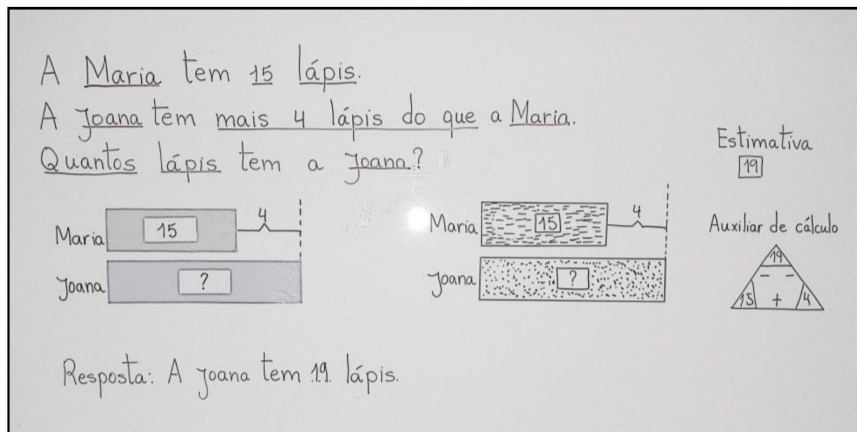 A Maria tem 15 lápis.
A Joana tem mais 4 lápis do que a Maria.
Quantos lápis tem a Joana?
Estimativa
19
Maria 15 4
Joana ?
Maria 15 4
Joana ?
Auxiliar de cálculo
19
- -
15 + 4
Resposta: A Joana tem .19. lápis.